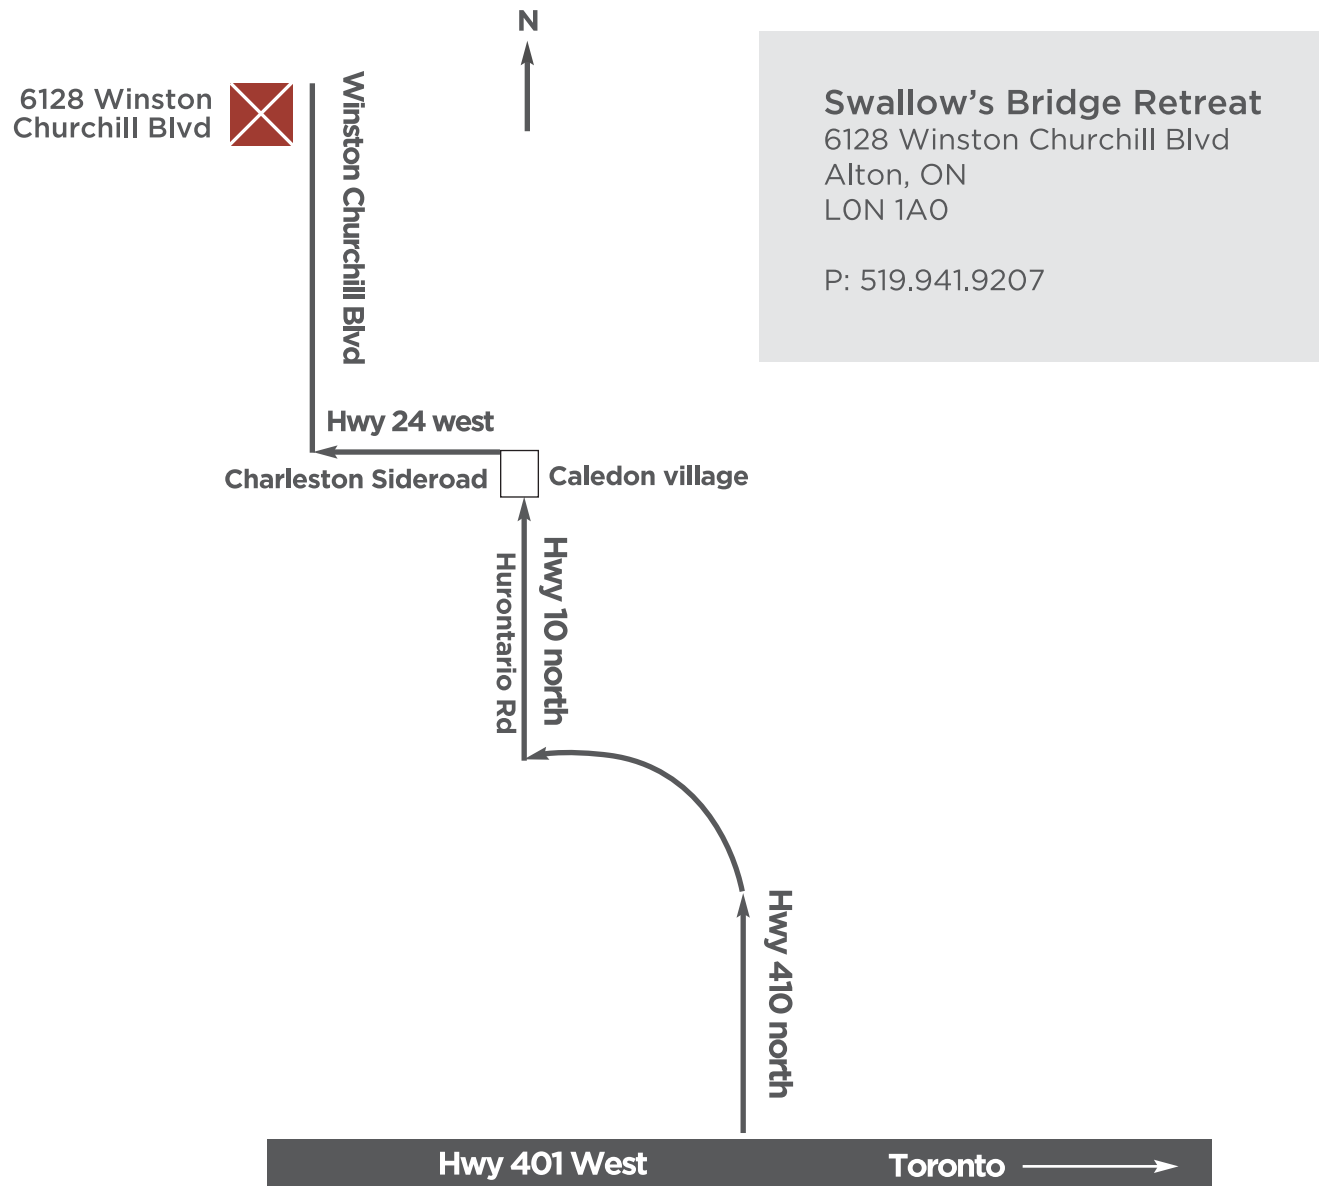 N
6128 Winston
Churchill Blvd
Winston Churchill Blvd
Swallow's Bridge Retreat
6128 Winston Churchill Blvd
Alton, ON
L0N 1A0
P: 519.941.9207
Hwy 24 west
Charleston Sideroad
Caledon village
Hurontario Rd
Hwy 10 north
Hwy 410 north
Hwy 401 West
Toronto